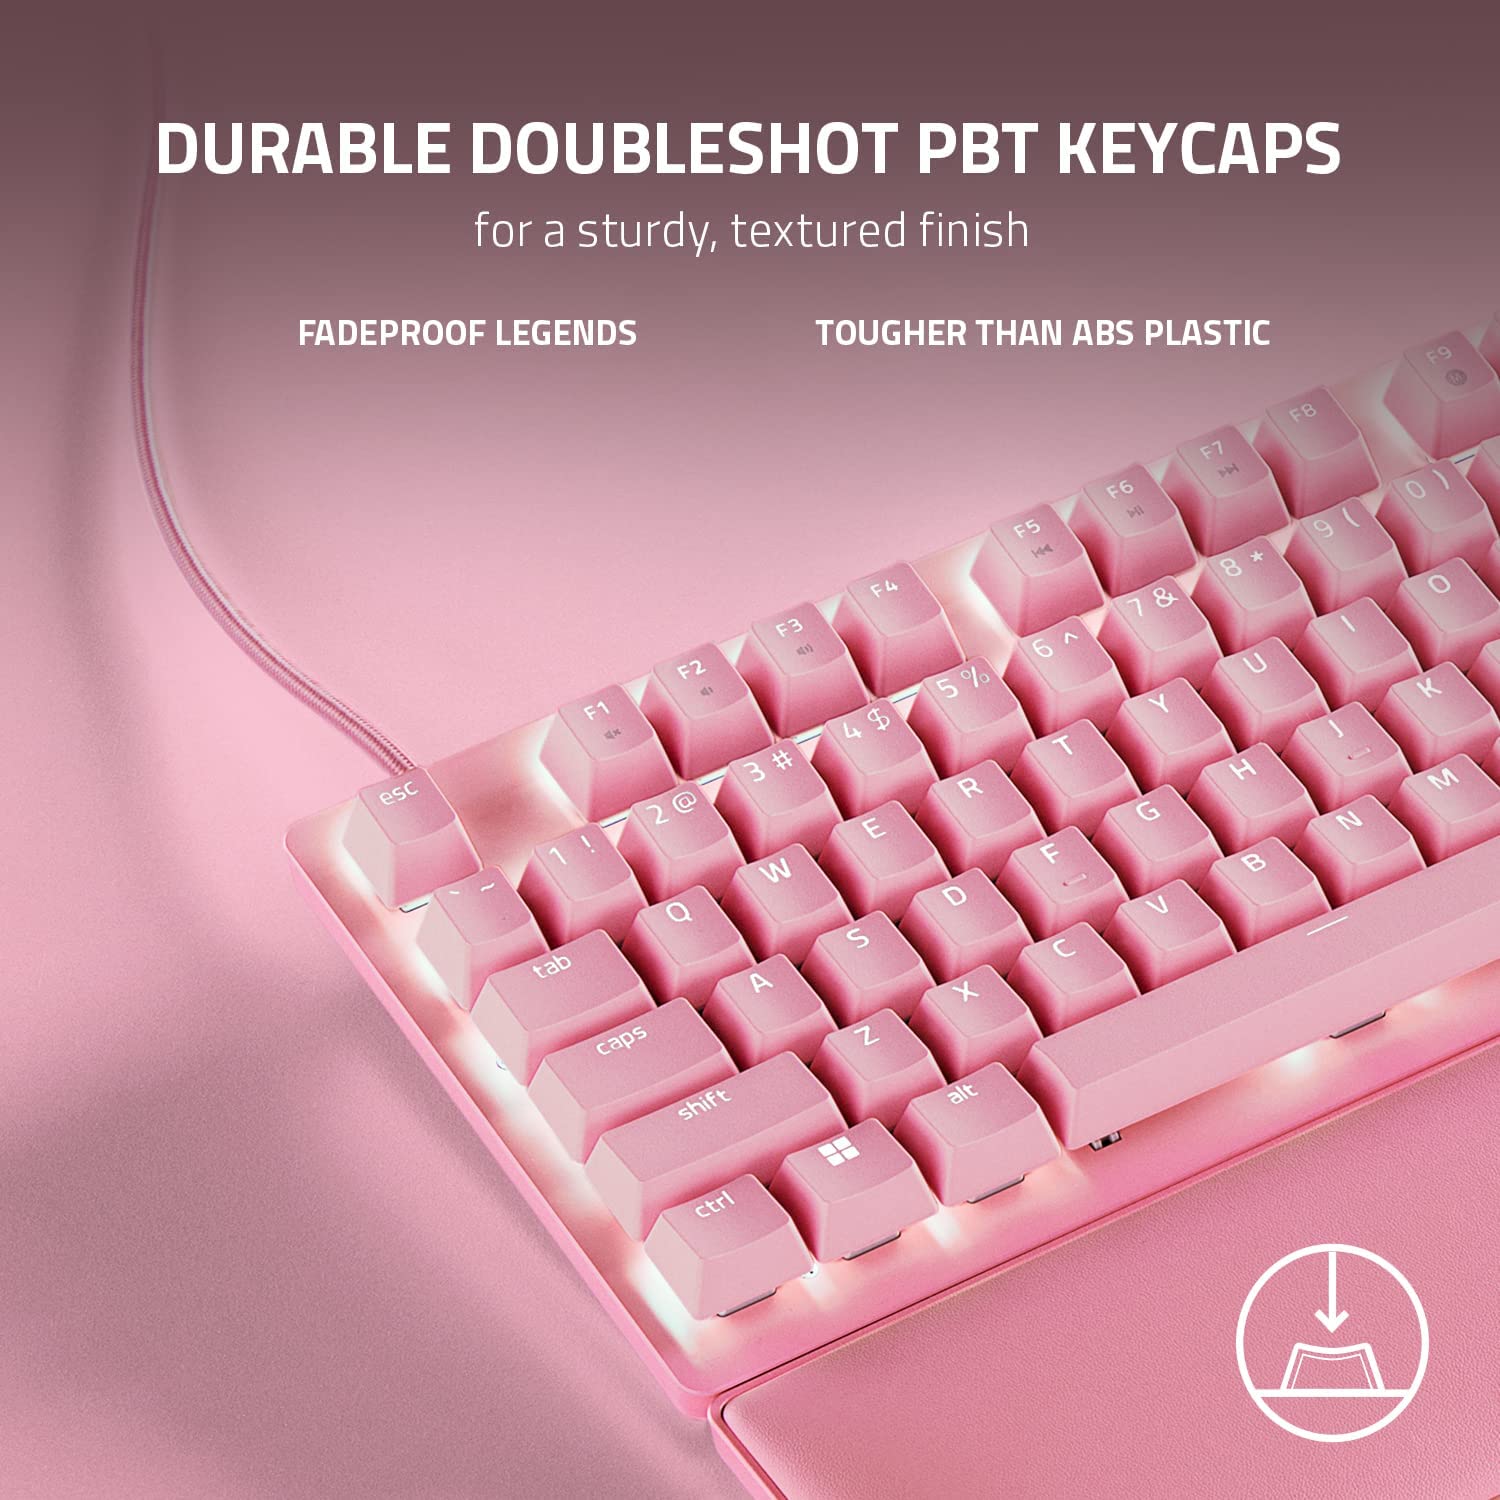 DURABLE DOUBLESHOT PBT KEYCAPS
for a sturdy, textured finish
FADEPROOF LEGENDS TOUGHER THAN ABS PLASTIC
esc F1 F2 F3 F4 F5 F6 F7 F8 F9
` ~ 1 ! 2 @ 3 # 4 $ 5 % 6 ^ 7 & 8 * 9 ( 0 )
tab Q W E R T Y U I O
caps A S D F G H J K
shift Z X C V B N M
ctrl alt